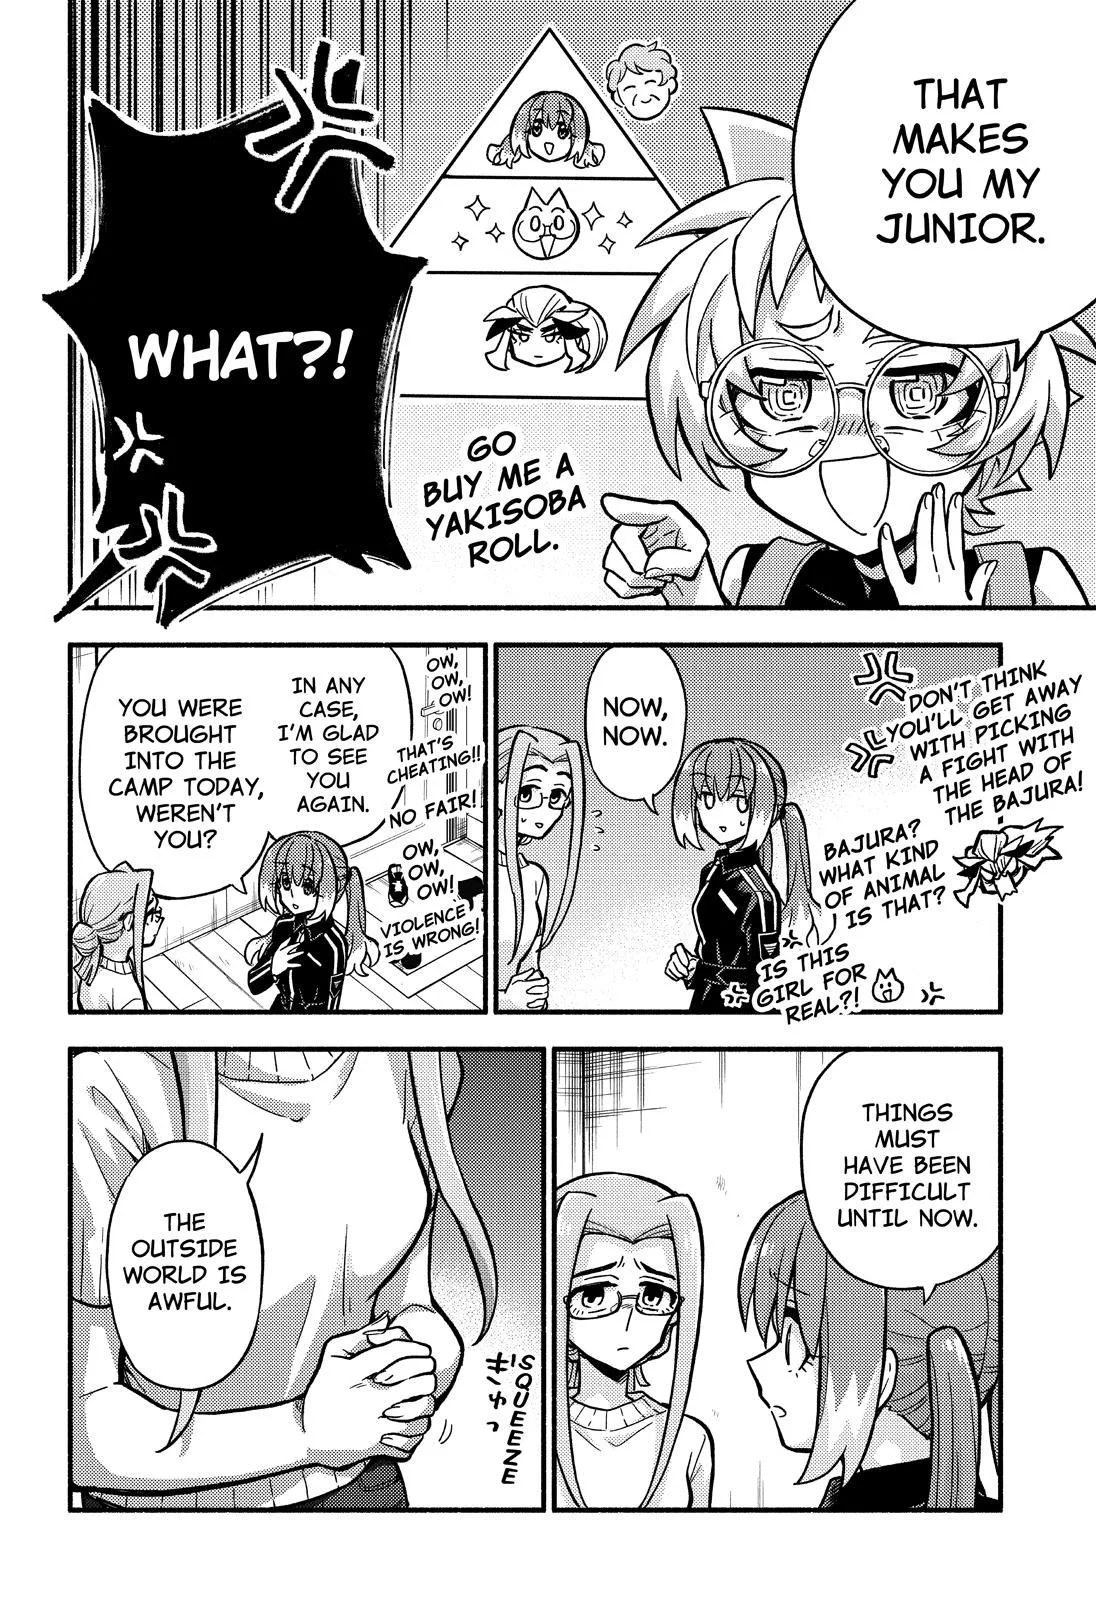 THAT
MAKES
YOU MY
JUNIOR.
GO
BUY ME A
YAKISOBA
ROLL.
WHAT?!
DON'T THINK
YOU'LL GET AWAY
WITH PICKING
A FIGHT WITH
THE HEAD OF
THE BAJURA!
NOW,
NOW.
BAJURA?
WHAT KIND
OF ANIMAL
IS THAT?
IS THIS
GIRL FOR
REAL?!
OW,
OW,
OW!
THAT'S
CHEATING!!
NO FAIR!
OW,
OW,
OW!
VIOLENCE
IS WRONG!
IN ANY
CASE,
I'M GLAD
TO SEE
YOU
AGAIN.
YOU WERE
BROUGHT
INTO THE
CAMP TODAY,
WEREN'T
YOU?
THINGS
MUST
HAVE BEEN
DIFFICULT
UNTIL NOW.
THE
OUTSIDE
WORLD IS
AWFUL.
ぎゅっ
SQUEEZE